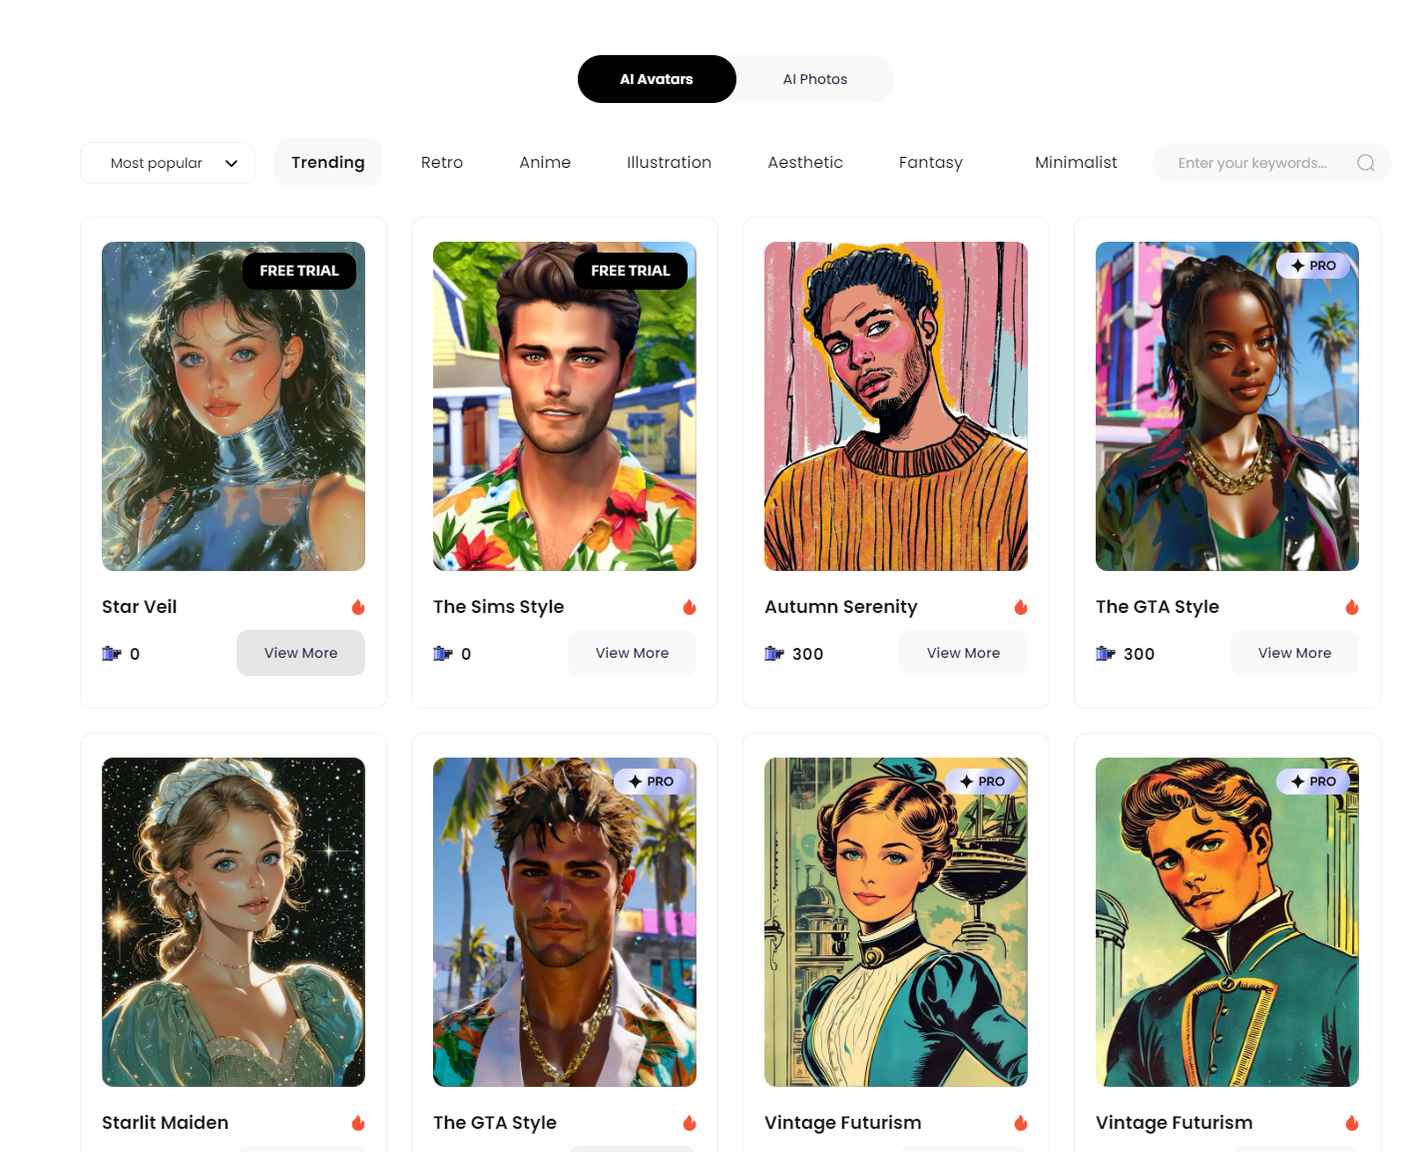 AI Avatars
AI Photos
Most popular
Trending
Retro
Anime
Illustration
Aesthetic
Fantasy
Minimalist
Enter your keywords...
FREE TRIAL
FREE TRIAL
PRO
Star Veil
The Sims Style
Autumn Serenity
The GTA Style
0
View More
0
View More
300
View More
300
View More
PRO
PRO
PRO
Starlit Maiden
The GTA Style
Vintage Futurism
Vintage Futurism